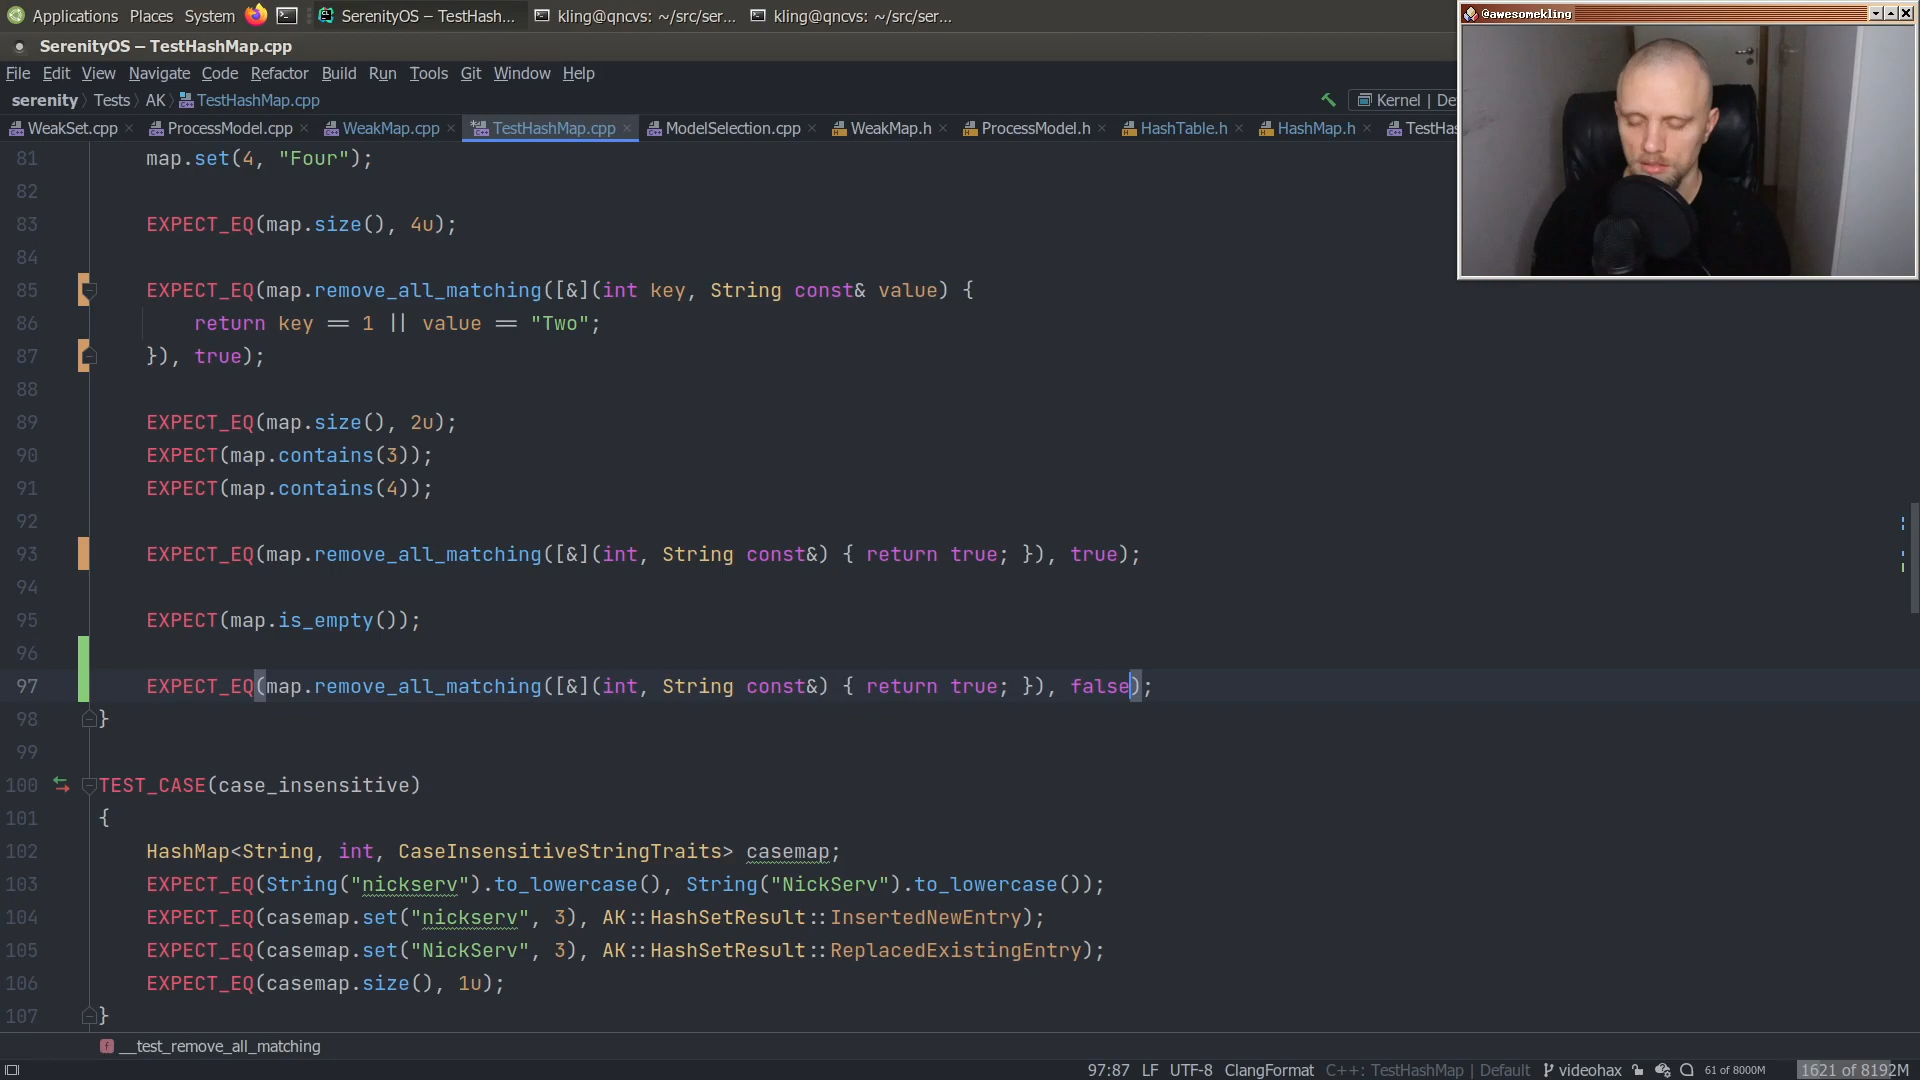 Applications Places System SerenityOS – TestHash... kling@qncvs: ~/src/ser... kling@qncvs: ~/src/ser...
@awesomekling
SerenityOS – TestHashMap.cpp
File Edit View Navigate Code Refactor Build Run Tools Git Window Help
serenity Tests AK TestHashMap.cpp Kernel | De
WeakSet.cpp ProcessModel.cpp WeakMap.cpp TestHashMap.cpp ModelSelection.cpp WeakMap.h ProcessModel.h HashTable.h HashMap.h TestHas
81 map.set(4, "Four");
82
83 EXPECT_EQ(map.size(), 4u);
84
85 EXPECT_EQ(map.remove_all_matching([&](int key, String const& value) {
86 return key == 1 || value == "Two";
87 }), true);
88
89 EXPECT_EQ(map.size(), 2u);
90 EXPECT(map.contains(3));
91 EXPECT(map.contains(4));
92
93 EXPECT_EQ(map.remove_all_matching([&](int, String const&) { return true; }), true);
94
95 EXPECT(map.is_empty());
96
97 EXPECT_EQ(map.remove_all_matching([&](int, String const&) { return true; }), false);
98 }
99
100 TEST_CASE(case_insensitive)
101 {
102 HashMap<String, int, CaseInsensitiveStringTraits> casemap;
103 EXPECT_EQ(String("nickserv").to_lowercase(), String("NickServ").to_lowercase());
104 EXPECT_EQ(casemap.set("nickserv", 3), AK::HashSetResult::InsertedNewEntry);
105 EXPECT_EQ(casemap.set("NickServ", 3), AK::HashSetResult::ReplacedExistingEntry);
106 EXPECT_EQ(casemap.size(), 1u);
107 }
f __test_remove_all_matching
97:87 LF UTF-8 ClangFormat C++: TestHashMap | Default videohax 61 of 8000M 1621 of 8192M